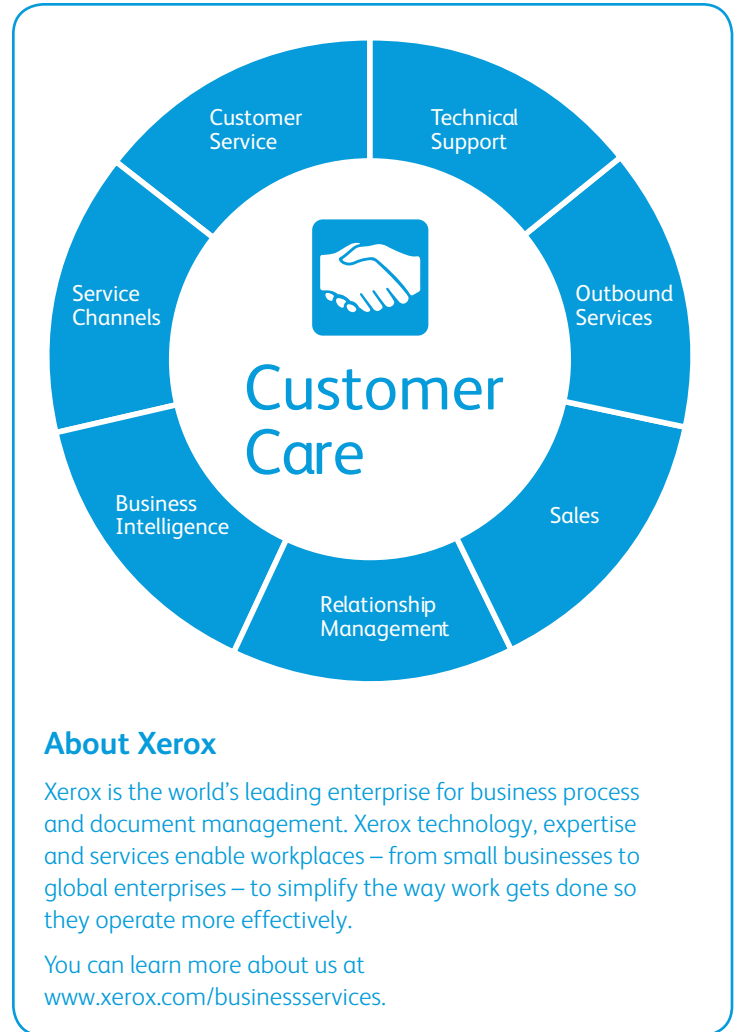 Customer
Service
Technical
Support
Service
Channels
Outbound
Services
Customer
Care
Business
Intelligence
Sales
Relationship
Management
About Xerox
Xerox is the world’s leading enterprise for business process
and document management. Xerox technology, expertise
and services enable workplaces – from small businesses to
global enterprises – to simplify the way work gets done so
they operate more effectively.
You can learn more about us at
www.xerox.com/businessservices.